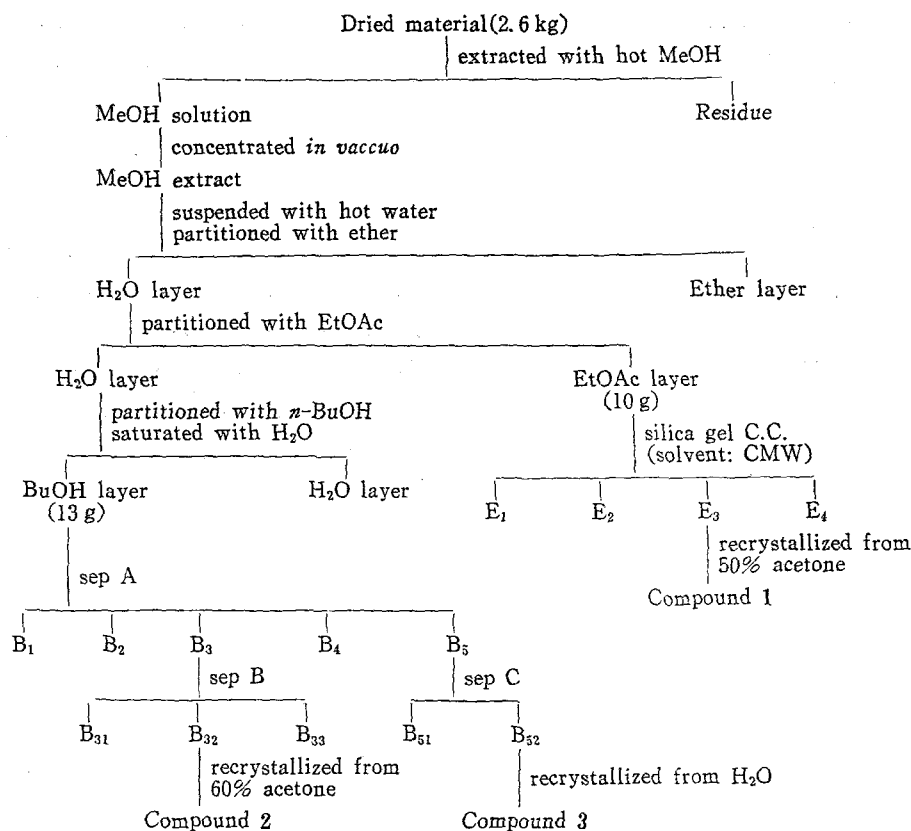 Dried material(2.6 kg)
extracted with hot MeOH
MeOH solution
Residue
concentrated in vaccuo
MeOH extract
suspended with hot water
partitioned with ether
H₂O layer
Ether layer
partitioned with EtOAc
H₂O layer
EtOAc layer
(10 g)
partitioned with n-BuOH
saturated with H₂O
silica gel C.C.
(solvent: CMW)
BuOH layer
(13 g)
H₂O layer
E₁ E₂ E₃ E₄
recrystallized from
50% acetone
sep A
Compound 1
B₁ B₂ B₃ B₄ B₅
sep B
sep C
B₃₁ B₃₂ B₃₃ B₅₁ B₅₂
recrystallized from
60% acetone
recrystallized from H₂O
Compound 2
Compound 3